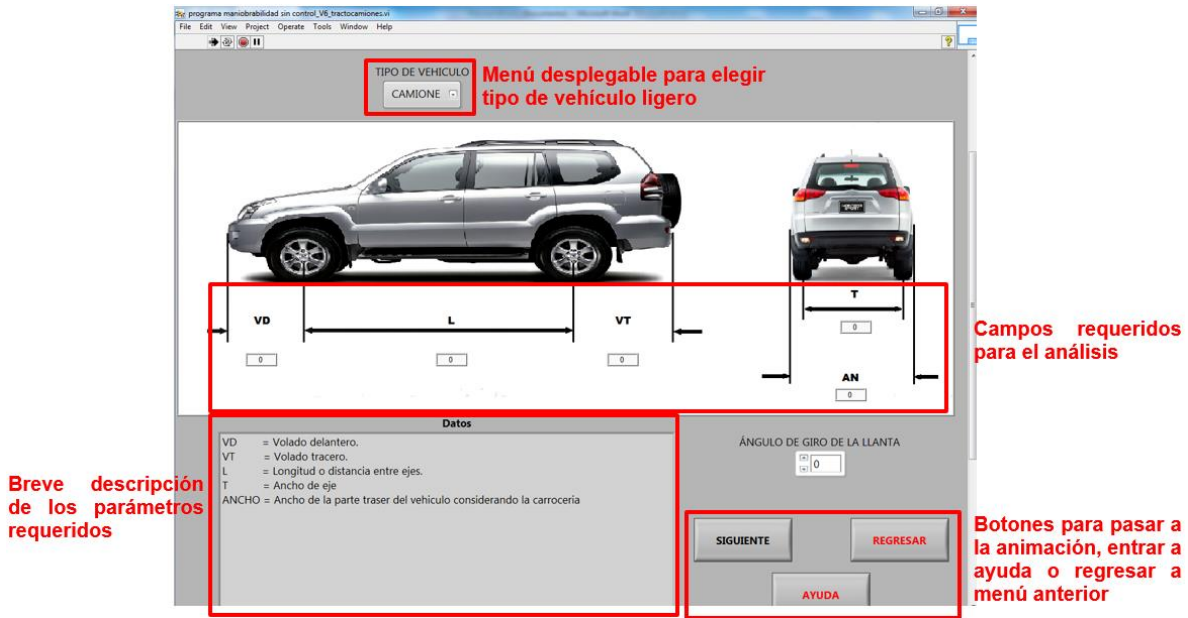 programa maniobrabilidad sin control_V6_tractocamiones.vi
File Edit View Project Operate Tools Window Help
TIPO DE VEHICULO
CAMIONE
Menú desplegable para elegir
tipo de vehículo ligero
VD
L
VT
T
0
0
0
0
AN
0
Campos requeridos
para el análisis
Datos
VD = Volado delantero.
VT = Volado tracero.
L = Longitud o distancia entre ejes.
T = Ancho de eje
ANCHO = Ancho de la parte traser del vehiculo considerando la carroceria
Breve descripción
de los parámetros
requeridos
ÁNGULO DE GIRO DE LA LLANTA
0
SIGUIENTE
REGRESAR
AYUDA
Botones para pasar a
la animación, entrar a
ayuda o regresar a
menú anterior